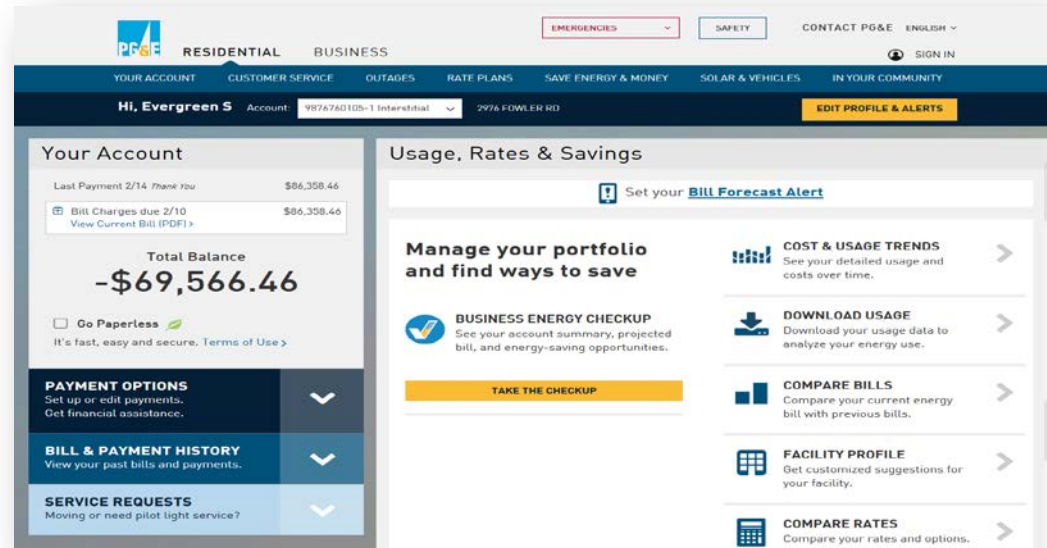 EMERGENCIES
SAFETY
CONTACT PG&E ENGLISH
PG&E RESIDENTIAL BUSINESS
SIGN IN
YOUR ACCOUNT CUSTOMER SERVICE OUTAGES RATE PLANS SAVE ENERGY & MONEY SOLAR & VEHICLES IN YOUR COMMUNITY
Hi, Evergreen S Account: 9876760105-1 Interstitial 2976 FOWLER RD EDIT PROFILE & ALERTS
Your Account
Last Payment 2/14 Thank You $86,358.46
Bill Charges due 2/10 $86,358.46
View Current Bill (PDF) >
Total Balance
-$69,566.46
Go Paperless
It's fast, easy and secure. Terms of Use >
PAYMENT OPTIONS
Set up or edit payments.
Get financial assistance.
BILL & PAYMENT HISTORY
View your past bills and payments.
SERVICE REQUESTS
Moving or need pilot light service?
Usage, Rates & Savings
Set your Bill Forecast Alert
Manage your portfolio
and find ways to save
BUSINESS ENERGY CHECKUP
See your account summary, projected
bill, and energy-saving opportunities.
TAKE THE CHECKUP
COST & USAGE TRENDS
See your detailed usage and
costs over time.
DOWNLOAD USAGE
Download your usage data to
analyze your energy use.
COMPARE BILLS
Compare your current energy
bill with previous bills.
FACILITY PROFILE
Get customized suggestions for
your facility.
COMPARE RATES
Compare your rates and options.